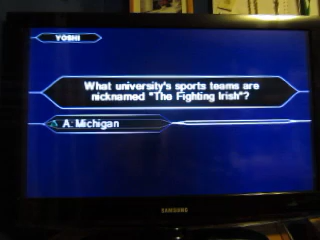 YOSHI
What university's sports teams are
nicknamed "The Fighting Irish"?
A: Michigan
SAMSUNG